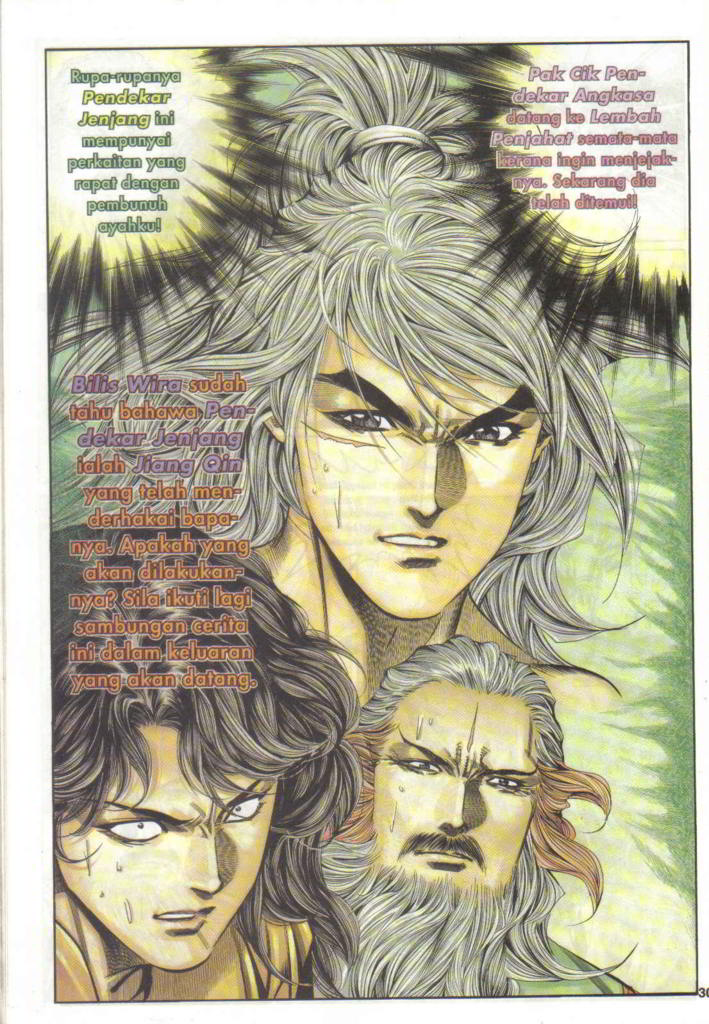 Rupa-rupanya
Pendekar
Jenjang ini
mempunyai
perkaitan yang
rapat dengan
pembunuh
ayahku!
Pak Cik Pen-
dekar Angkasa
datang ke Lembah
Penjahat semata-mata
kerana ingin menjejak-
nya. Sekarang dia
telah ditemui!
Bilis Wira sudah
tahu bahawa Pen-
dekar Jenjang
ialah Jiang Qin
yang telah men-
derhakai bapa-
nya. Apakah yang
akan dilakukan-
nya? Sila ikuti lagi
sambungan cerita
ini dalam keluaran
yang akan datang.